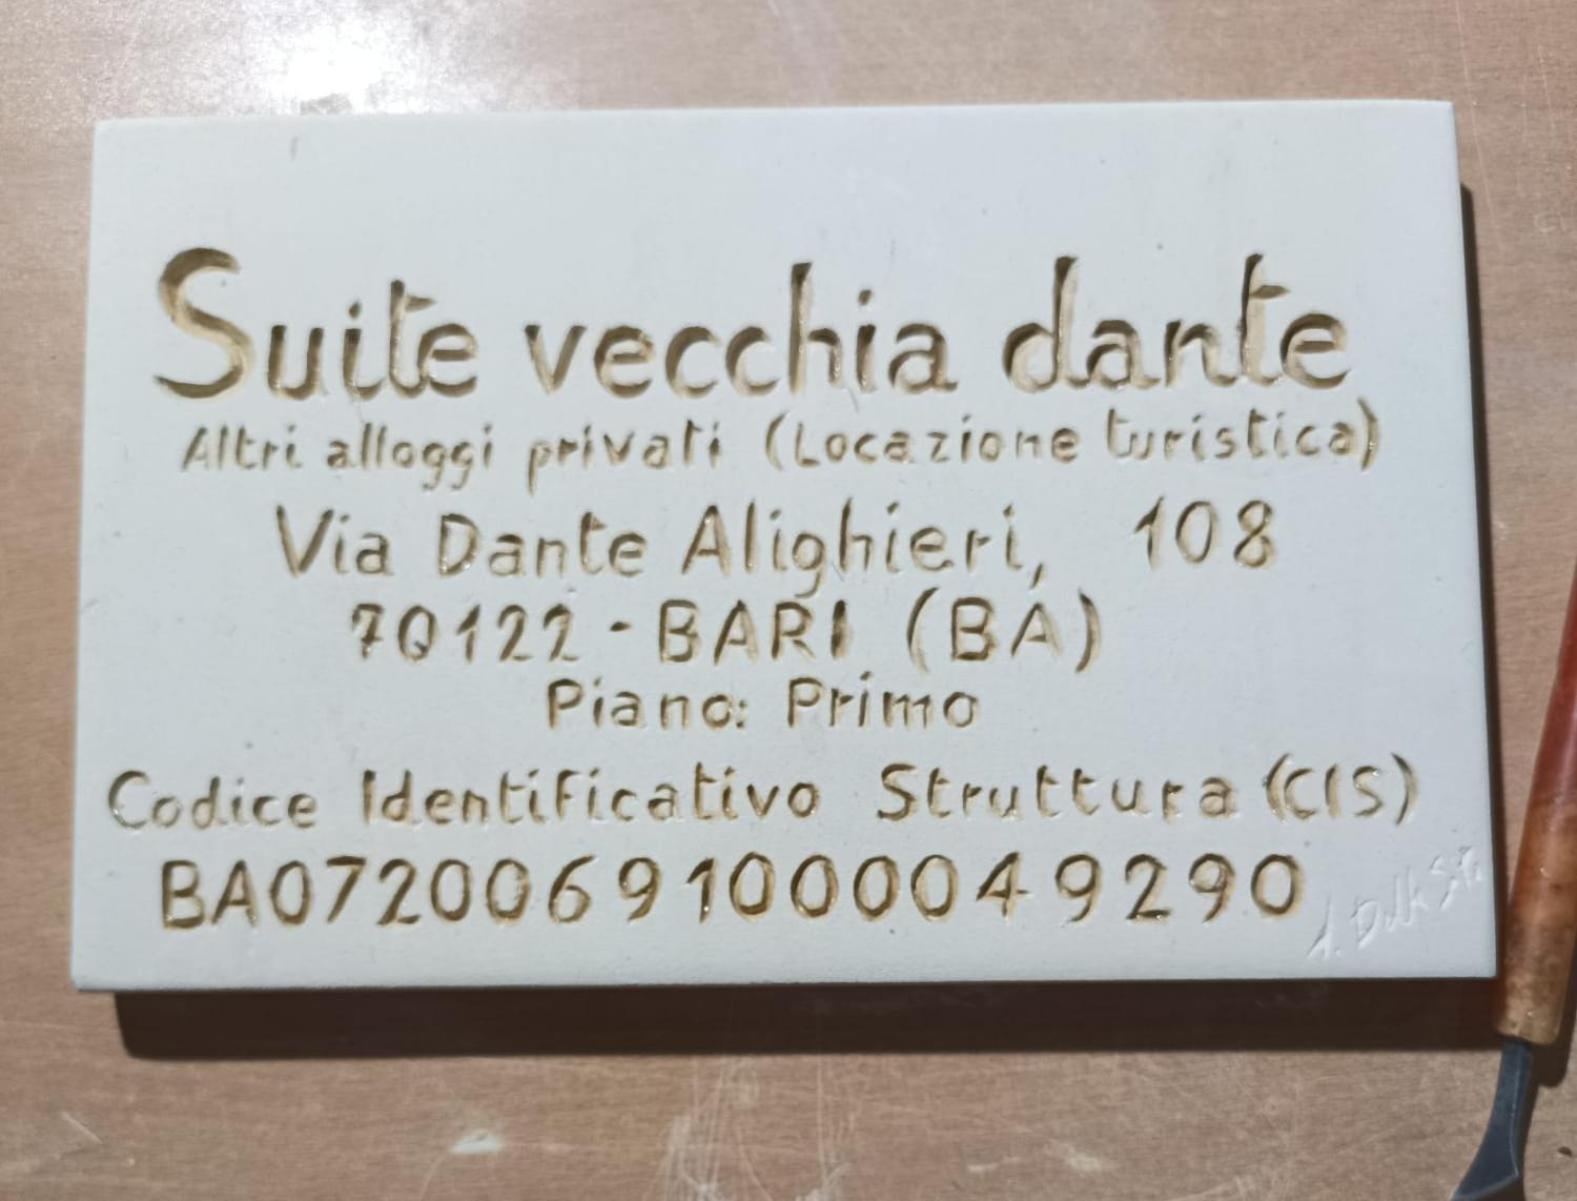 Suite vecchia dante
Altri alloggi privati (Locazione turistica)
Via Dante Alighieri, 108
70122 - BARI (BA)
Piano: Primo
Codice Identificativo Struttura (CIS)
BA07200691000049290